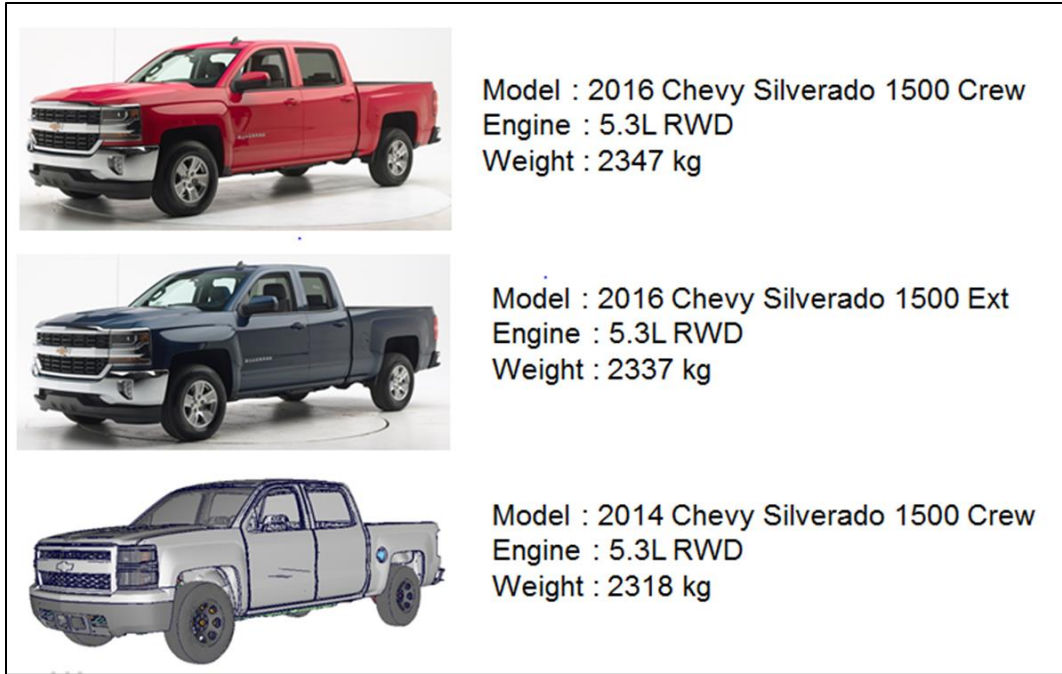 Model : 2016 Chevy Silverado 1500 Crew
Engine : 5.3L RWD
Weight : 2347 kg
Model : 2016 Chevy Silverado 1500 Ext
Engine : 5.3L RWD
Weight : 2337 kg
Model : 2014 Chevy Silverado 1500 Crew
Engine : 5.3L RWD
Weight : 2318 kg